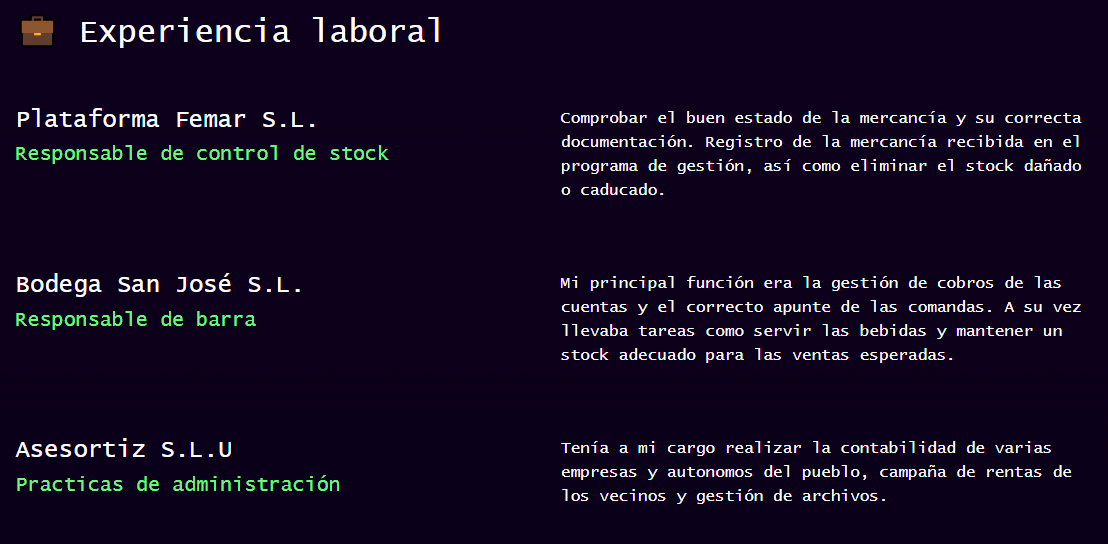 Experiencia laboral
Plataforma Femar S.L.
Responsable de control de stock
Comprobar el buen estado de la mercancía y su correcta
documentación. Registro de la mercancía recibida en el
programa de gestión, así como eliminar el stock dañado
o caducado.
Bodega San José S.L.
Responsable de barra
Mi principal función era la gestión de cobros de las
cuentas y el correcto apunte de las comandas. A su vez
llevaba tareas como servir las bebidas y mantener un
stock adecuado para las ventas esperadas.
Asesortiz S.L.U
Practicas de administración
Tenía a mi cargo realizar la contabilidad de varias
empresas y autonomos del pueblo, campaña de rentas de
los vecinos y gestión de archivos.